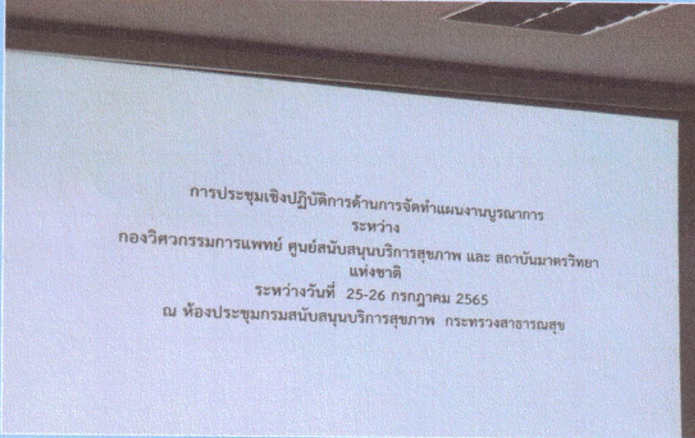 การประชุมเชิงปฏิบัติการด้านการจัดทำแผนงานบูรณาการ
ระหว่าง
กองวิศวกรรมการแพทย์ ศูนย์สนับสนุนบริการสุขภาพ และ สถาบันมาตรวิทยา
แห่งชาติ
ระหว่างวันที่ 25-26 กรกฎาคม 2565
ณ ห้องประชุมกรมสนับสนุนบริการสุขภาพ กระทรวงสาธารณสุข